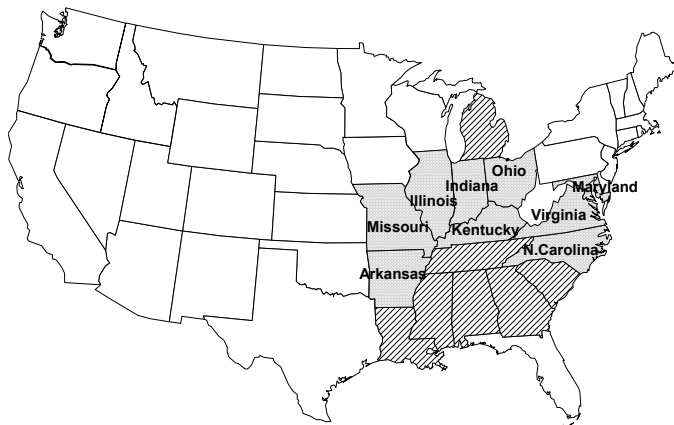 Ohio
Indiana
Maryland
Illinois
Virginia
Missouri
Kentucky
N.Carolina
Arkansas